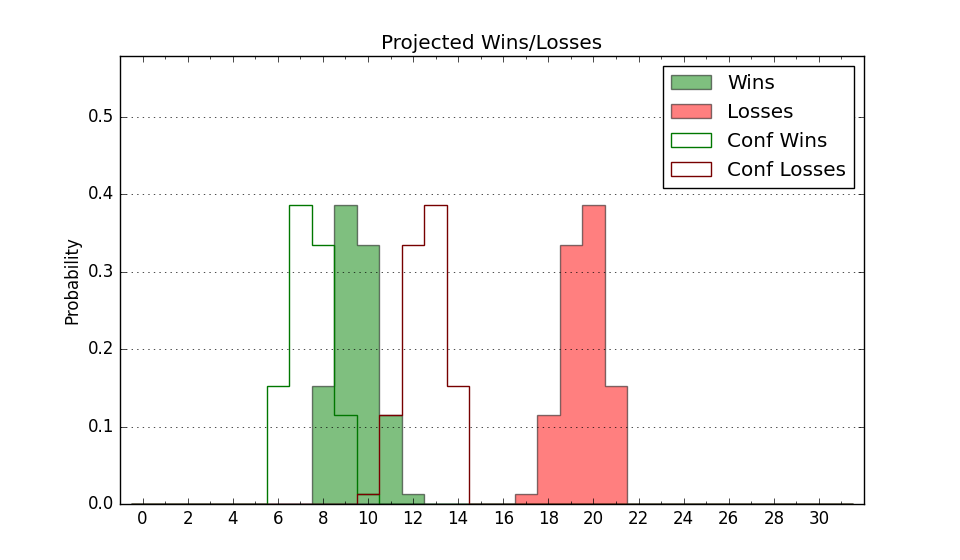 Projected Wins/Losses
Wins
Losses
Conf Wins
Conf Losses
Probability
0.5
0.4
0.3
0.2
0.1
0.0
0 2 4 6 8 10 12 14 16 18 20 22 24 26 28 30